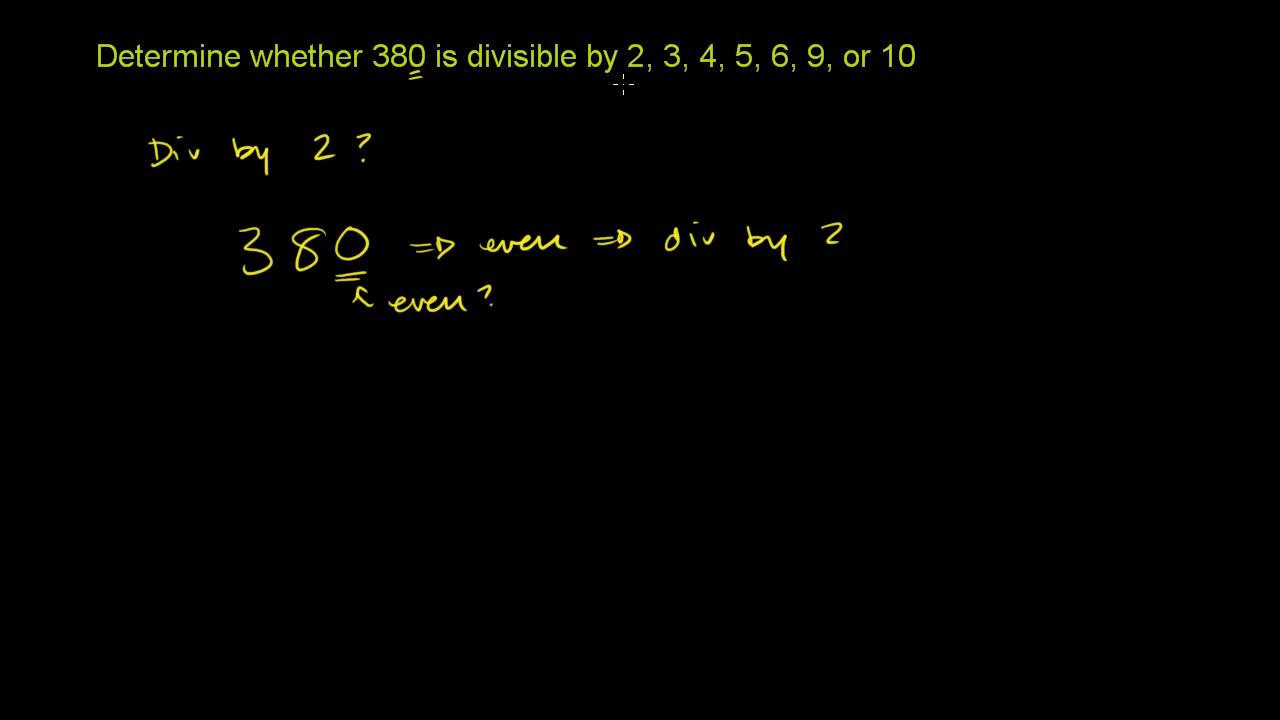 Determine whether 380 is divisible by 2, 3, 4, 5, 6, 9, or 10
Div by 2 ?
380 ⇒ even ⇒ div by 2
↖ even ?